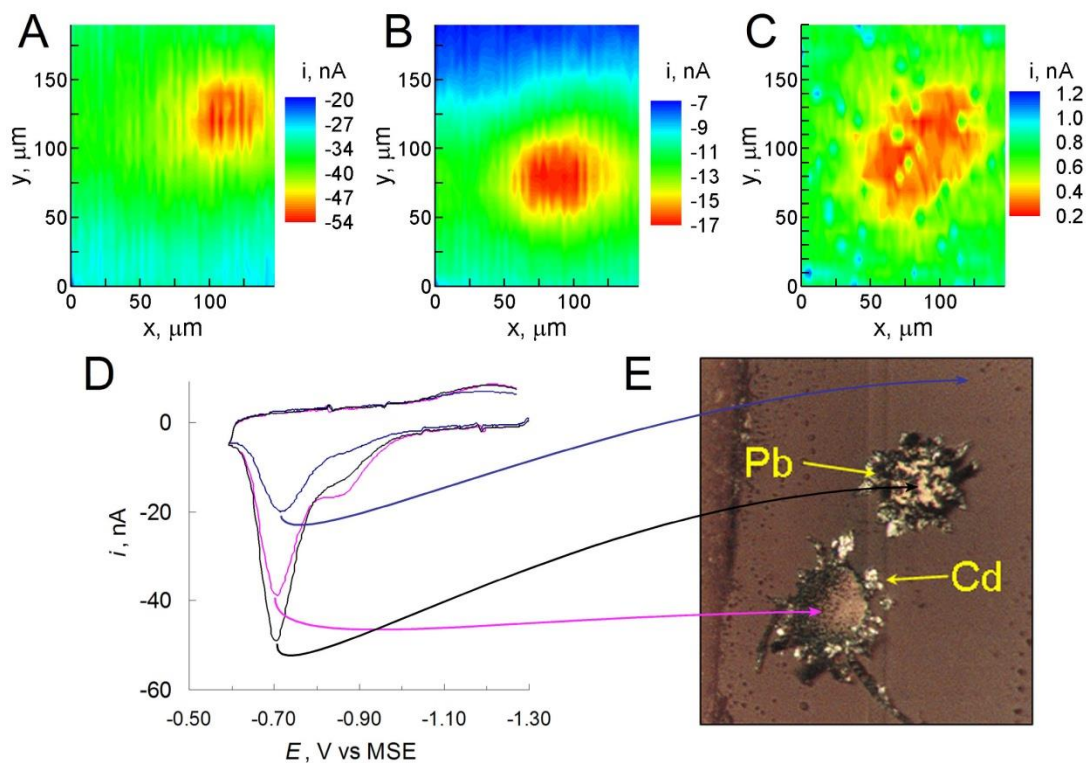 A
B
C
i, nA
-20
-27
-34
-40
-47
-54
i, nA
-7
-9
-11
-13
-15
-17
i, nA
1.2
1.0
0.8
0.6
0.4
0.2
y, μm
150
100
50
0
0 50 100
x, μm
y, μm
150
100
50
0
0 50 100
x, μm
y, μm
150
100
50
0
0 50 100
x, μm
D
0
-20
-40
-60
i, nA
-0.50 -0.70 -0.90 -1.10 -1.30
E, V vs MSE
E
Pb
Cd